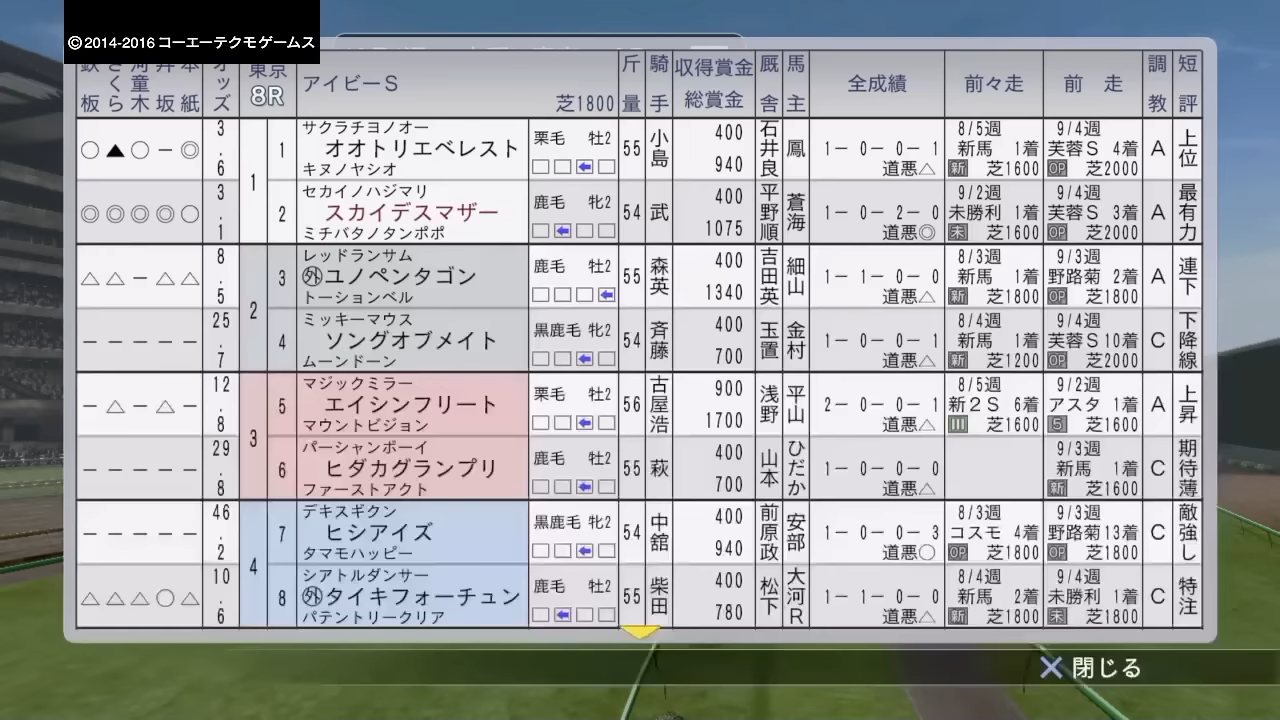 ©2014-2016 コーエーテクモゲームス
板 くら 童木 井坂 本紙 オッズ 東京 8R アイビーS 芝1800 斤量 騎手 収得賞金 総賞金 厩舎 馬主 全成績 前々走 前 走 調教 短評
○ ▲ ○ － ◎ 3.6 1 1 サクラチヨノオー オオトリエベレスト キヌノヤシオ 栗毛 牡2 55 小島 400 940 石井良 鳳 1－ 0－ 0－ 1 道悪△ 8/5週 新馬 1着 新 芝1600 9/4週 芙蓉S 4着 OP 芝2000 A 上位
◎ ◎ ◎ ◎ ○ 3.1 2 セカイノハジマリ スカイデスマザー ミチバタノタンポポ 鹿毛 牝2 54 武 400 1075 平野順 蒼海 1－ 0－ 2－ 0 道悪◎ 9/2週 未勝利 1着 未 芝1600 9/4週 芙蓉S 3着 OP 芝2000 A 最有力
△ △ － △ △ 8.5 2 3 レッドランサム 外 ユノペンタゴン トーションベル 鹿毛 牡2 55 森英 400 1340 吉田英 細山 1－ 1－ 0－ 0 道悪△ 8/3週 新馬 1着 新 芝1800 9/3週 野路菊 2着 OP 芝1800 A 連下
－ － － － － 25.7 4 ミッキーマウス ソングオブメイト ムーンドーン 黒鹿毛 牝2 54 斉藤 400 700 玉置 金村 1－ 0－ 0－ 1 道悪△ 8/4週 新馬 1着 新 芝1200 9/4週 芙蓉S10着 OP 芝2000 C 下降線
－ △ － △ － 12.8 3 5 マジックミラー エイシンフリート マウントビジョン 栗毛 牡2 56 古屋浩 900 1700 浅野 平山 2－ 0－ 0－ 1 道悪△ 8/5週 新2S 6着 III 芝1600 9/2週 アスタ 1着 5 芝1600 A 上昇
－ － － － － 29.8 6 パーシャンボーイ ヒダカグランプリ ファーストアクト 鹿毛 牡2 55 萩 400 700 山本 ひだか 1－ 0－ 0－ 0 道悪△ 9/3週 新馬 1着 新 芝1600 C 期待薄
－ － － － － 46.2 4 7 デキスギクン ヒシアイズ タマモハッピー 黒鹿毛 牝2 54 中舘 400 940 前原政 安部 1－ 0－ 0－ 3 道悪○ 8/3週 コスモ 4着 OP 芝1800 9/3週 野路菊13着 OP 芝1800 C 敵強し
△ △ △ ○ △ 10.6 8 シアトルダンサー 外 タイキフォーチュン パテントリークリア 鹿毛 牡2 55 柴田 400 780 松下 大河R 1－ 1－ 0－ 0 道悪△ 8/4週 新馬 2着 新 芝1800 9/4週 未勝利 1着 未 芝1800 C 特注
閉じる